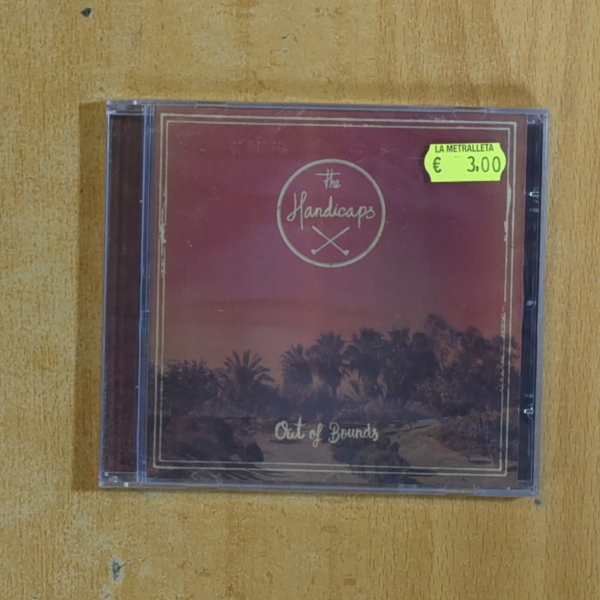 LA METRALLETA
€ 3,00
the
Handicaps
Out of Bounds